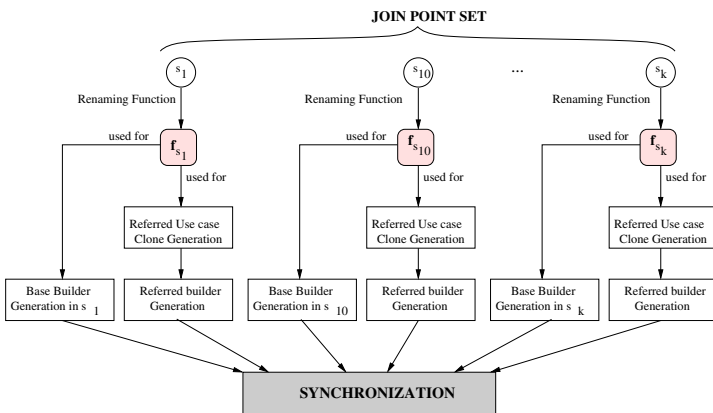 JOIN POINT SET
s1
s10
...
sk
Renaming Function
Renaming Function
Renaming Function
used for
used for
used for
fs1
fs10
fsk
used for
used for
used for
Referred Use case
Clone Generation
Referred Use case
Clone Generation
Referred Use case
Clone Generation
Base Builder
Generation in s 1
Referred builder
Generation
Base Builder
Generation in s 10
Referred builder
Generation
Base Builder
Generation in s k
Referred builder
Generation
SYNCHRONIZATION